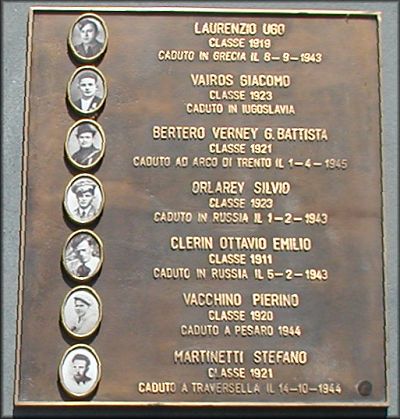 LAURENZIO UGO
CLASSE 1919
CADUTO IN GRECIA IL 8-9-1943
VAIROS GIACOMO
CLASSE 1923
CADUTO IN IUGOSLAVIA
BERTERO VERNEY G.BATTISTA
CLASSE 1921
CADUTO AD ARCO DI TRENTO IL 1-4-1945
ORLAREY SILVIO
CLASSE 1923
CADUTO IN RUSSIA IL 1-2-1943
CLERIN OTTAVIO EMILIO
CLASSE 1911
CADUTO IN RUSSIA IL 5-2-1943
VACCHINO PIERINO
CLASSE 1920
CADUTO A PESARO 1944
MARTINETTI STEFANO
CLASSE 1921
CADUTO A TRAVERSELLA IL 14-10-1944